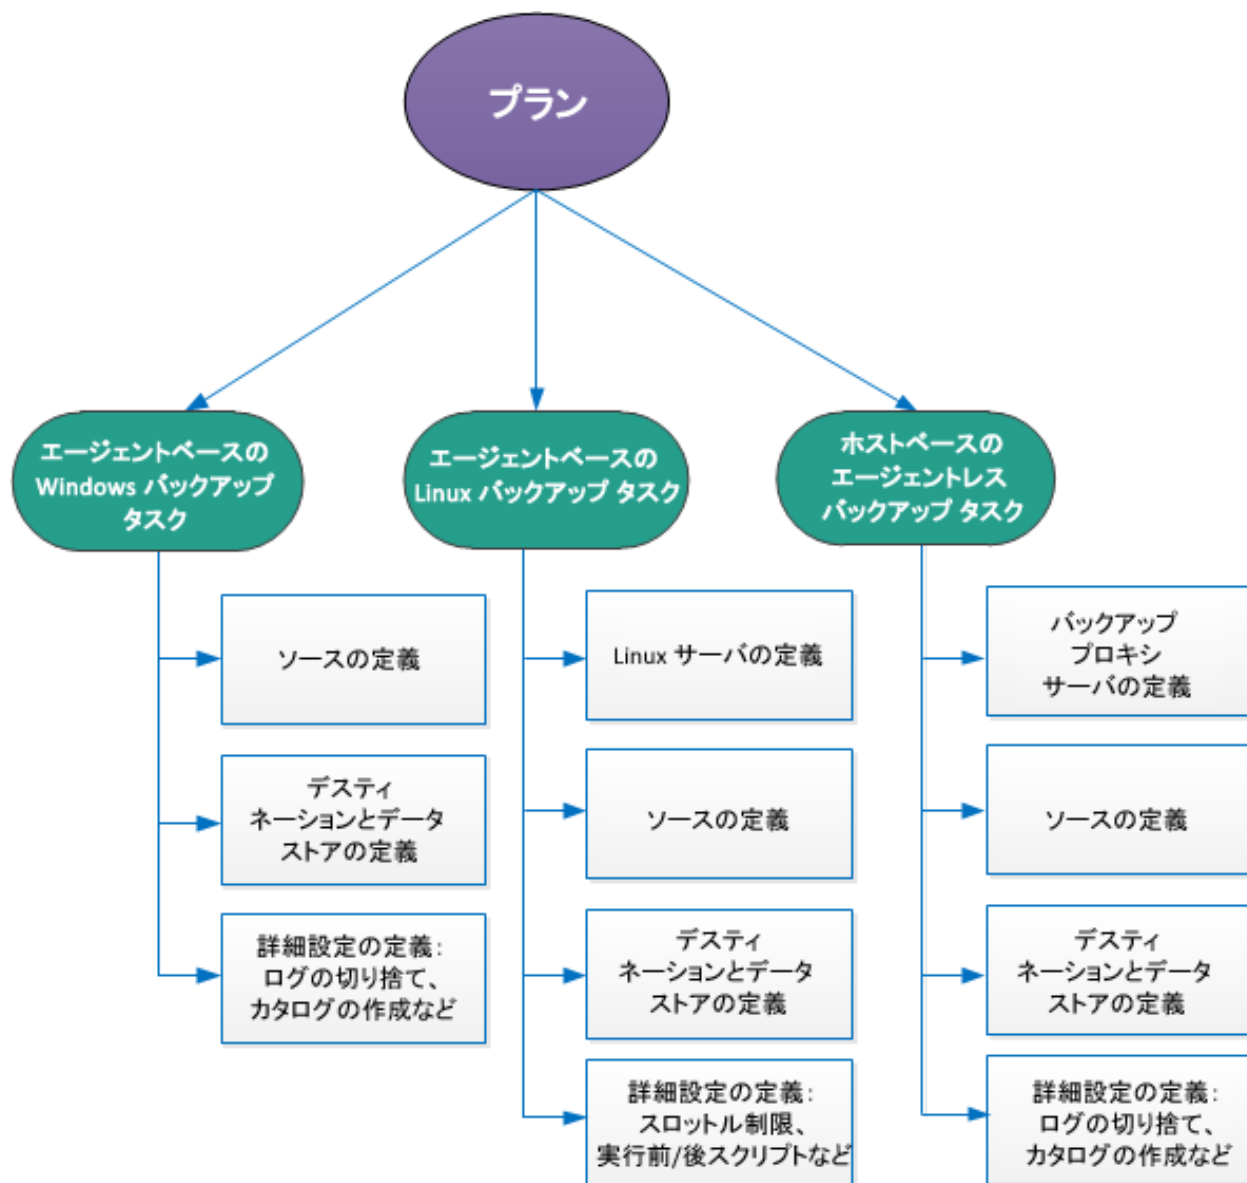 プラン
エージェントベースの
Windows バックアップ
タスク
ソースの定義
デスティ
ネーションとデータ
ストアの定義
詳細設定の定義：
ログの切り捨て、
カタログの作成など
エージェントベースの
Linux バックアップ タスク
Linux サーバの定義
ソースの定義
デスティ
ネーションとデータ
ストアの定義
詳細設定の定義：
スロットル制限、
実行前/後スクリプトなど
ホストベースの
エージェントレス
バックアップ タスク
バックアップ
プロキシ
サーバの定義
ソースの定義
デスティ
ネーションとデータ
ストアの定義
詳細設定の定義：
ログの切り捨て、
カタログの作成など